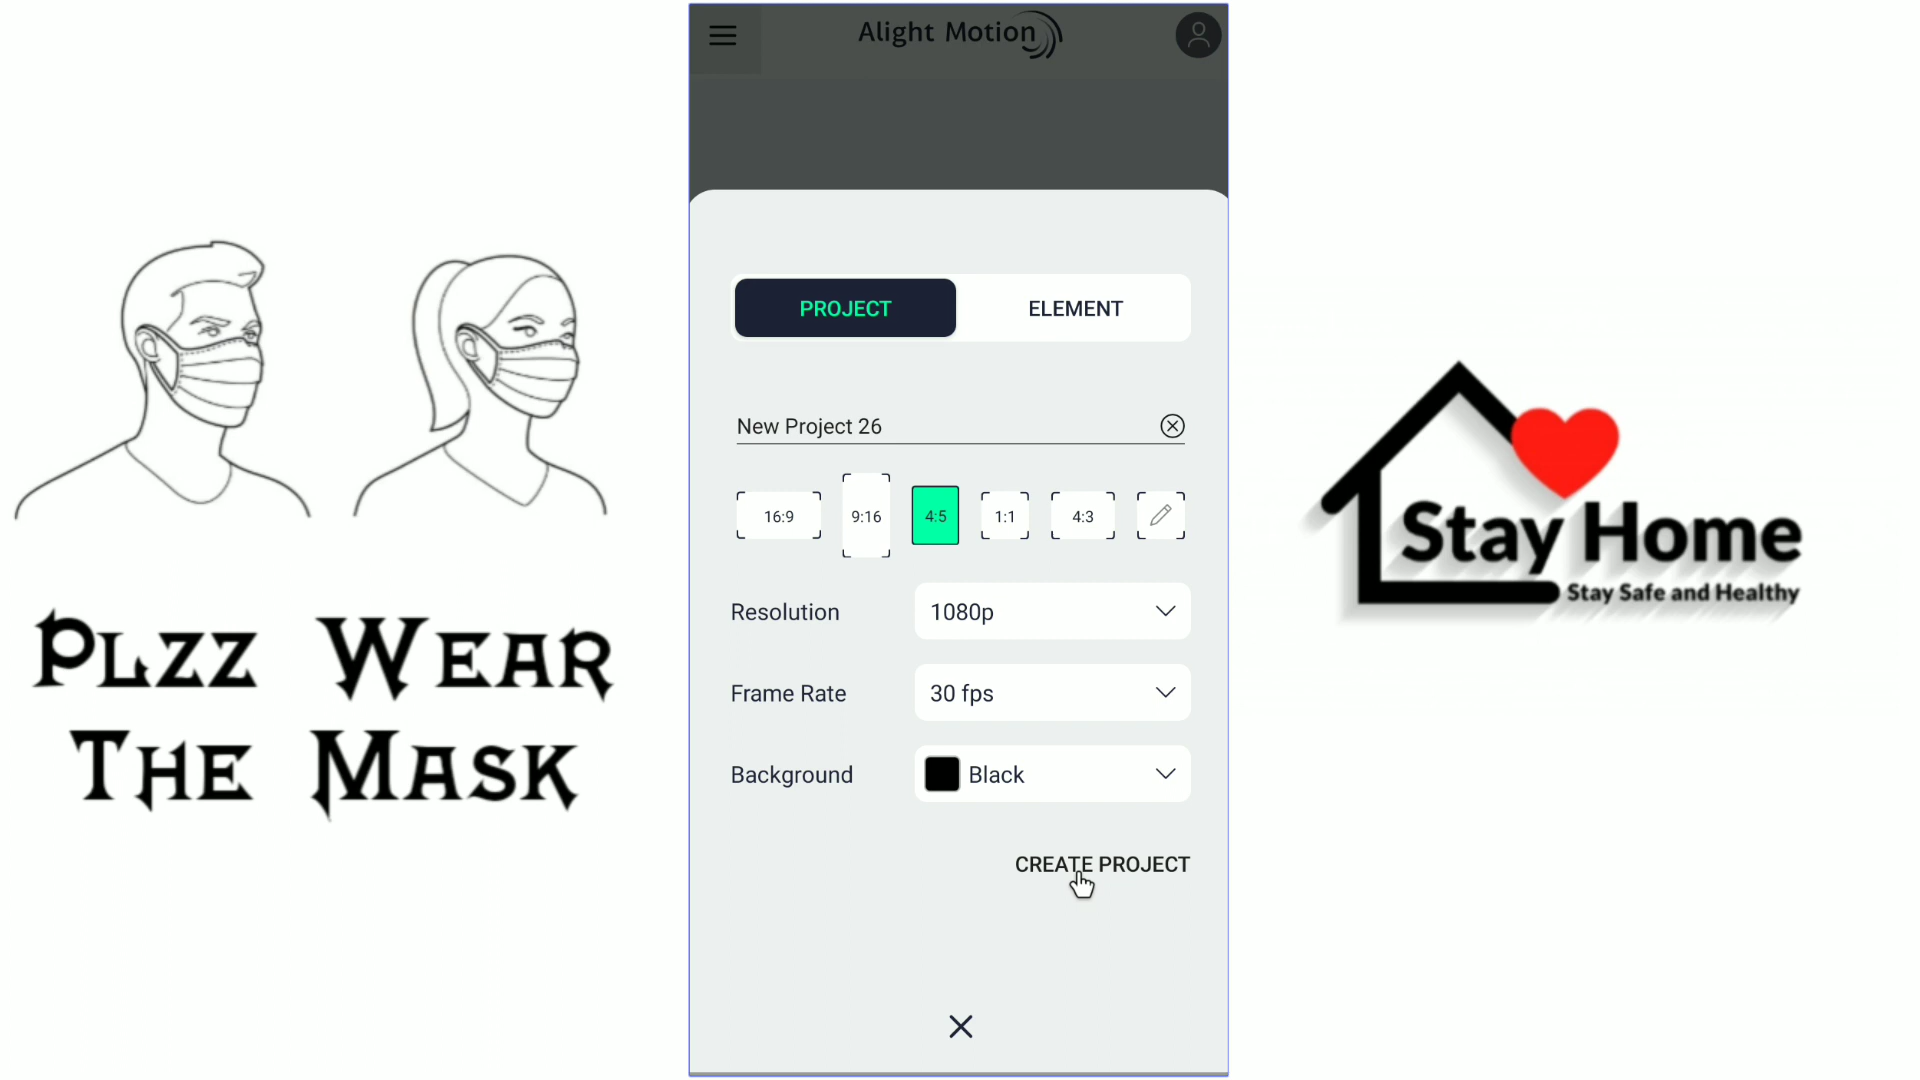 Alight Motion
PROJECT
ELEMENT
New Project 26
16:9
9:16
4:5
1:1
4:3
Resolution
1080p
Frame Rate
30 fps
Background
Black
CREATE PROJECT
Plzz Wear
The Mask
Stay Home
Stay Safe and Healthy